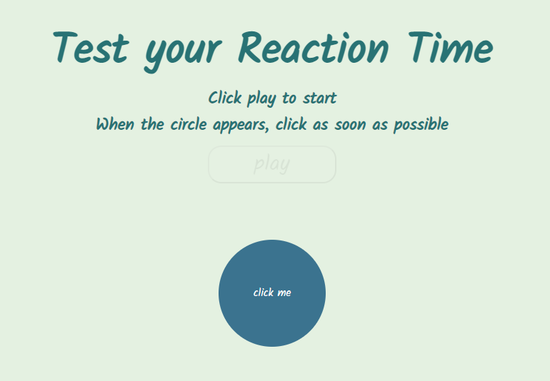 Test your Reaction Time
Click play to start
When the circle appears, click as soon as possible
play
click me